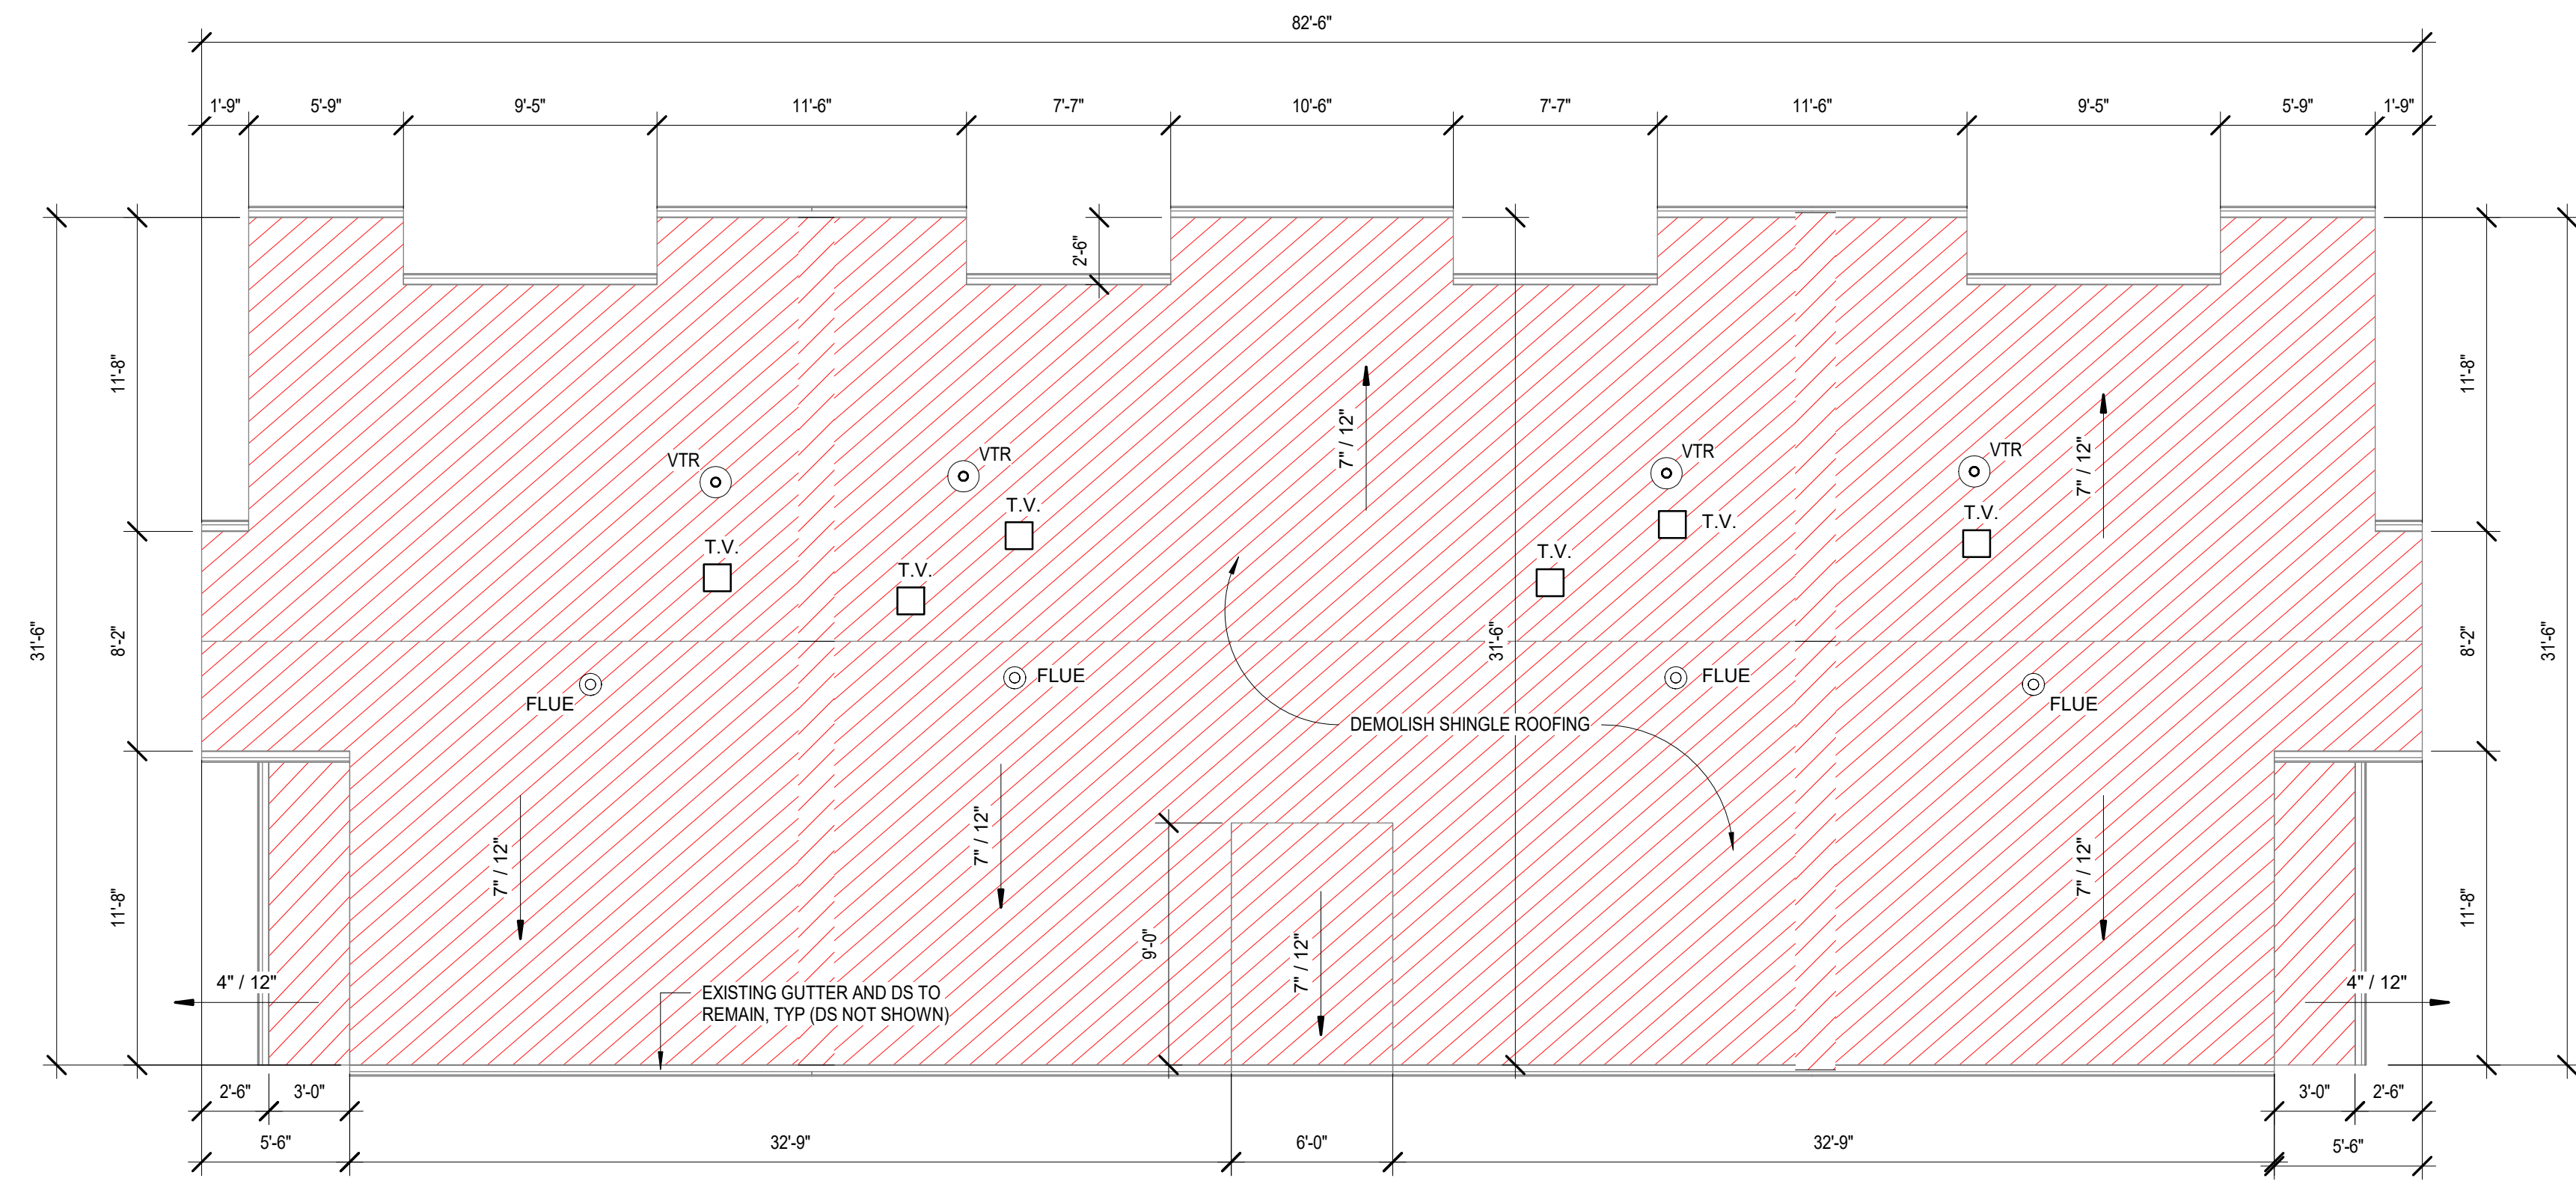 82'-6"
1'-9"
5'-9"
9'-5"
11'-6"
7'-7"
10'-6"
7'-7"
11'-6"
9'-5"
5'-9"
1'-9"
2'-6"
11'-8"
11'-8"
7" / 12"
7" / 12"
VTR
VTR
VTR
VTR
T.V.
T.V.
T.V.
T.V.
T.V.
T.V.
31'-6"
8'-2"
31'-6"
8'-2"
31'-6"
FLUE
FLUE
FLUE
FLUE
DEMOLISH SHINGLE ROOFING
11'-8"
7" / 12"
7" / 12"
9'-0"
7" / 12"
7" / 12"
11'-8"
4" / 12"
EXISTING GUTTER AND DS TO
REMAIN, TYP (DS NOT SHOWN)
4" / 12"
2'-6"
3'-0"
3'-0"
2'-6"
5'-6"
32'-9"
6'-0"
32'-9"
5'-6"